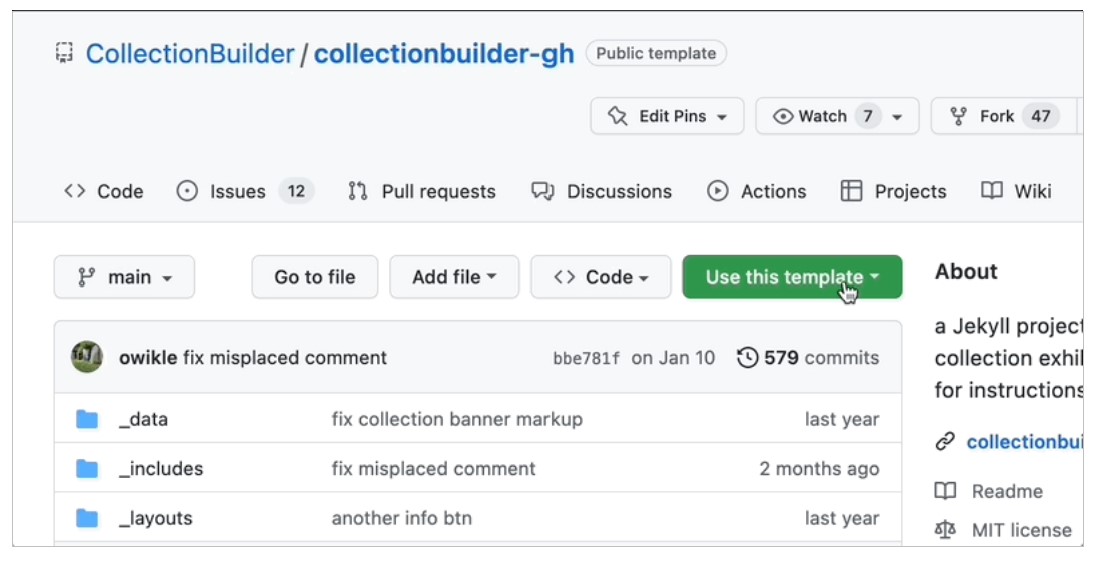 CollectionBuilder / collectionbuilder-gh Public template
Edit Pins Watch 7 Fork 47
Code Issues 12 Pull requests Discussions Actions Projects Wiki
main Go to file Add file Code Use this template About
a Jekyll project
owikle fix misplaced comment bbe781f on Jan 10 579 commits collection exhi
for instructions
_data fix collection banner markup last year
collectionbui
_includes fix misplaced comment 2 months ago
Readme
_layouts another info btn last year
MIT license